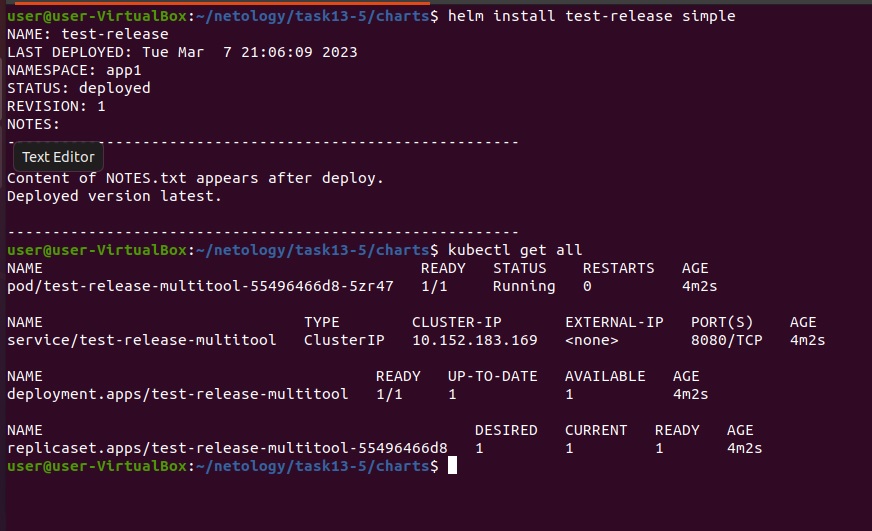 user@user-VirtualBox:~/netology/task13-5/charts$ helm install test-release simple
NAME: test-release
LAST DEPLOYED: Tue Mar  7 21:06:09 2023
NAMESPACE: app1
STATUS: deployed
REVISION: 1
NOTES:
---------------------------------------------------------
Text Editor
Content of NOTES.txt appears after deploy.
Deployed version latest.
---------------------------------------------------------
user@user-VirtualBox:~/netology/task13-5/charts$ kubectl get all
NAME                                          READY   STATUS    RESTARTS   AGE
pod/test-release-multitool-55496466d8-5zr47   1/1     Running   0          4m2s
NAME                             TYPE        CLUSTER-IP       EXTERNAL-IP   PORT(S)    AGE
service/test-release-multitool   ClusterIP   10.152.183.169   <none>        8080/TCP   4m2s
NAME                                     READY   UP-TO-DATE   AVAILABLE   AGE
deployment.apps/test-release-multitool   1/1     1            1           4m2s
NAME                                                DESIRED   CURRENT   READY   AGE
replicaset.apps/test-release-multitool-55496466d8   1         1         1       4m2s
user@user-VirtualBox:~/netology/task13-5/charts$